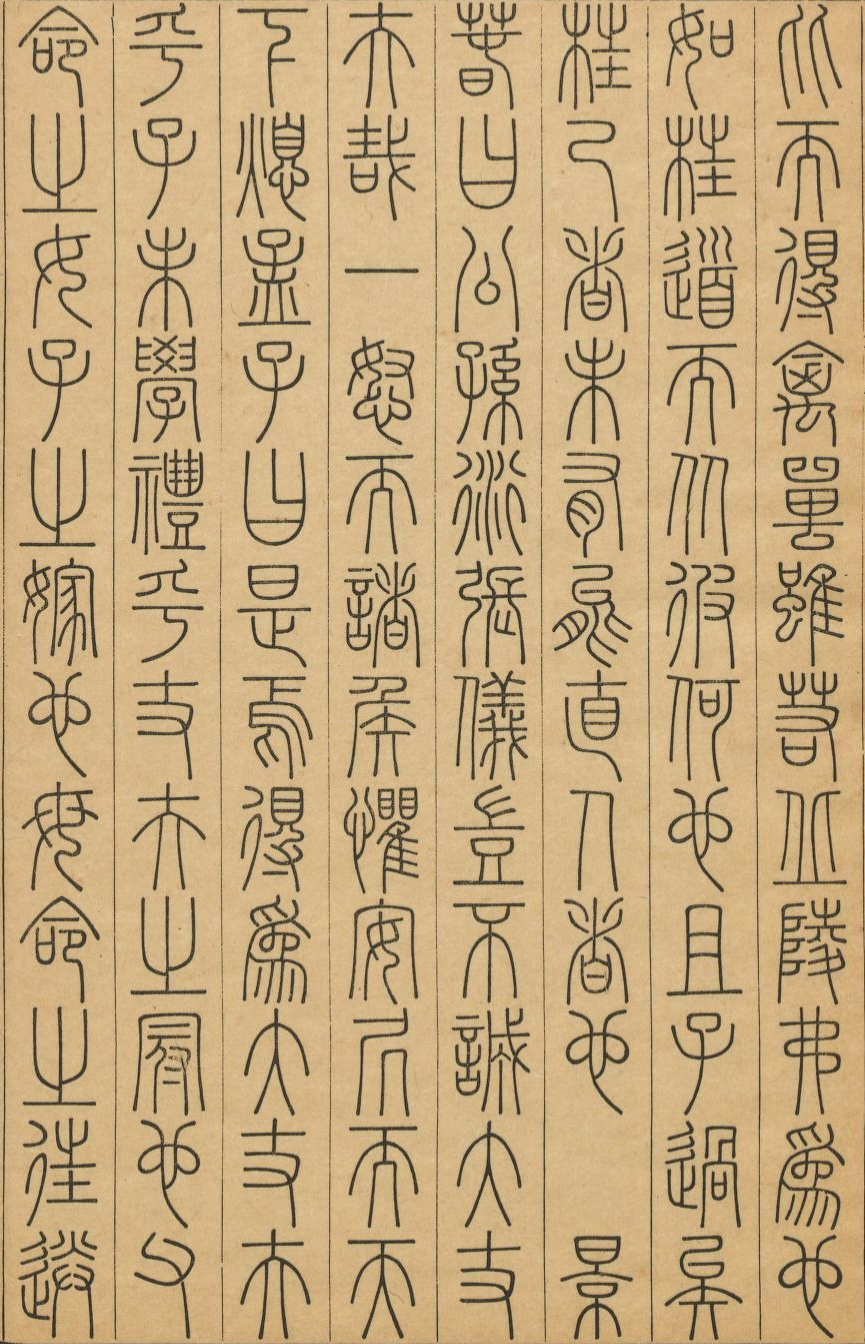 比而得禽獸雖若丘陵弗爲也
如枉道而從彼何也且子過矣
枉己者未有能直人者也 景
春曰公孫衍張儀豈不誠大丈
夫哉一怒而諸侯懼安居而天
下熄孟子曰是焉得爲大丈夫
乎子未學禮乎丈夫之冠也父
命之女子之嫁也母命之往送